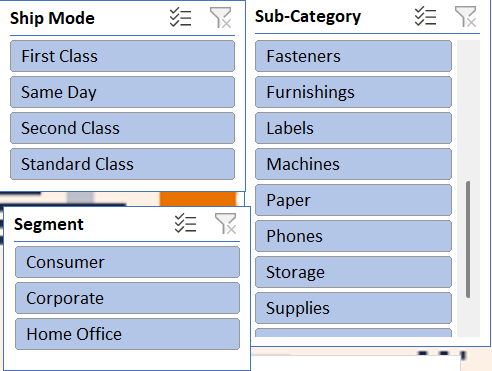 Ship Mode
First Class
Same Day
Second Class
Standard Class
Sub-Category
Fasteners
Furnishings
Labels
Machines
Paper
Phones
Storage
Supplies
Segment
Consumer
Corporate
Home Office